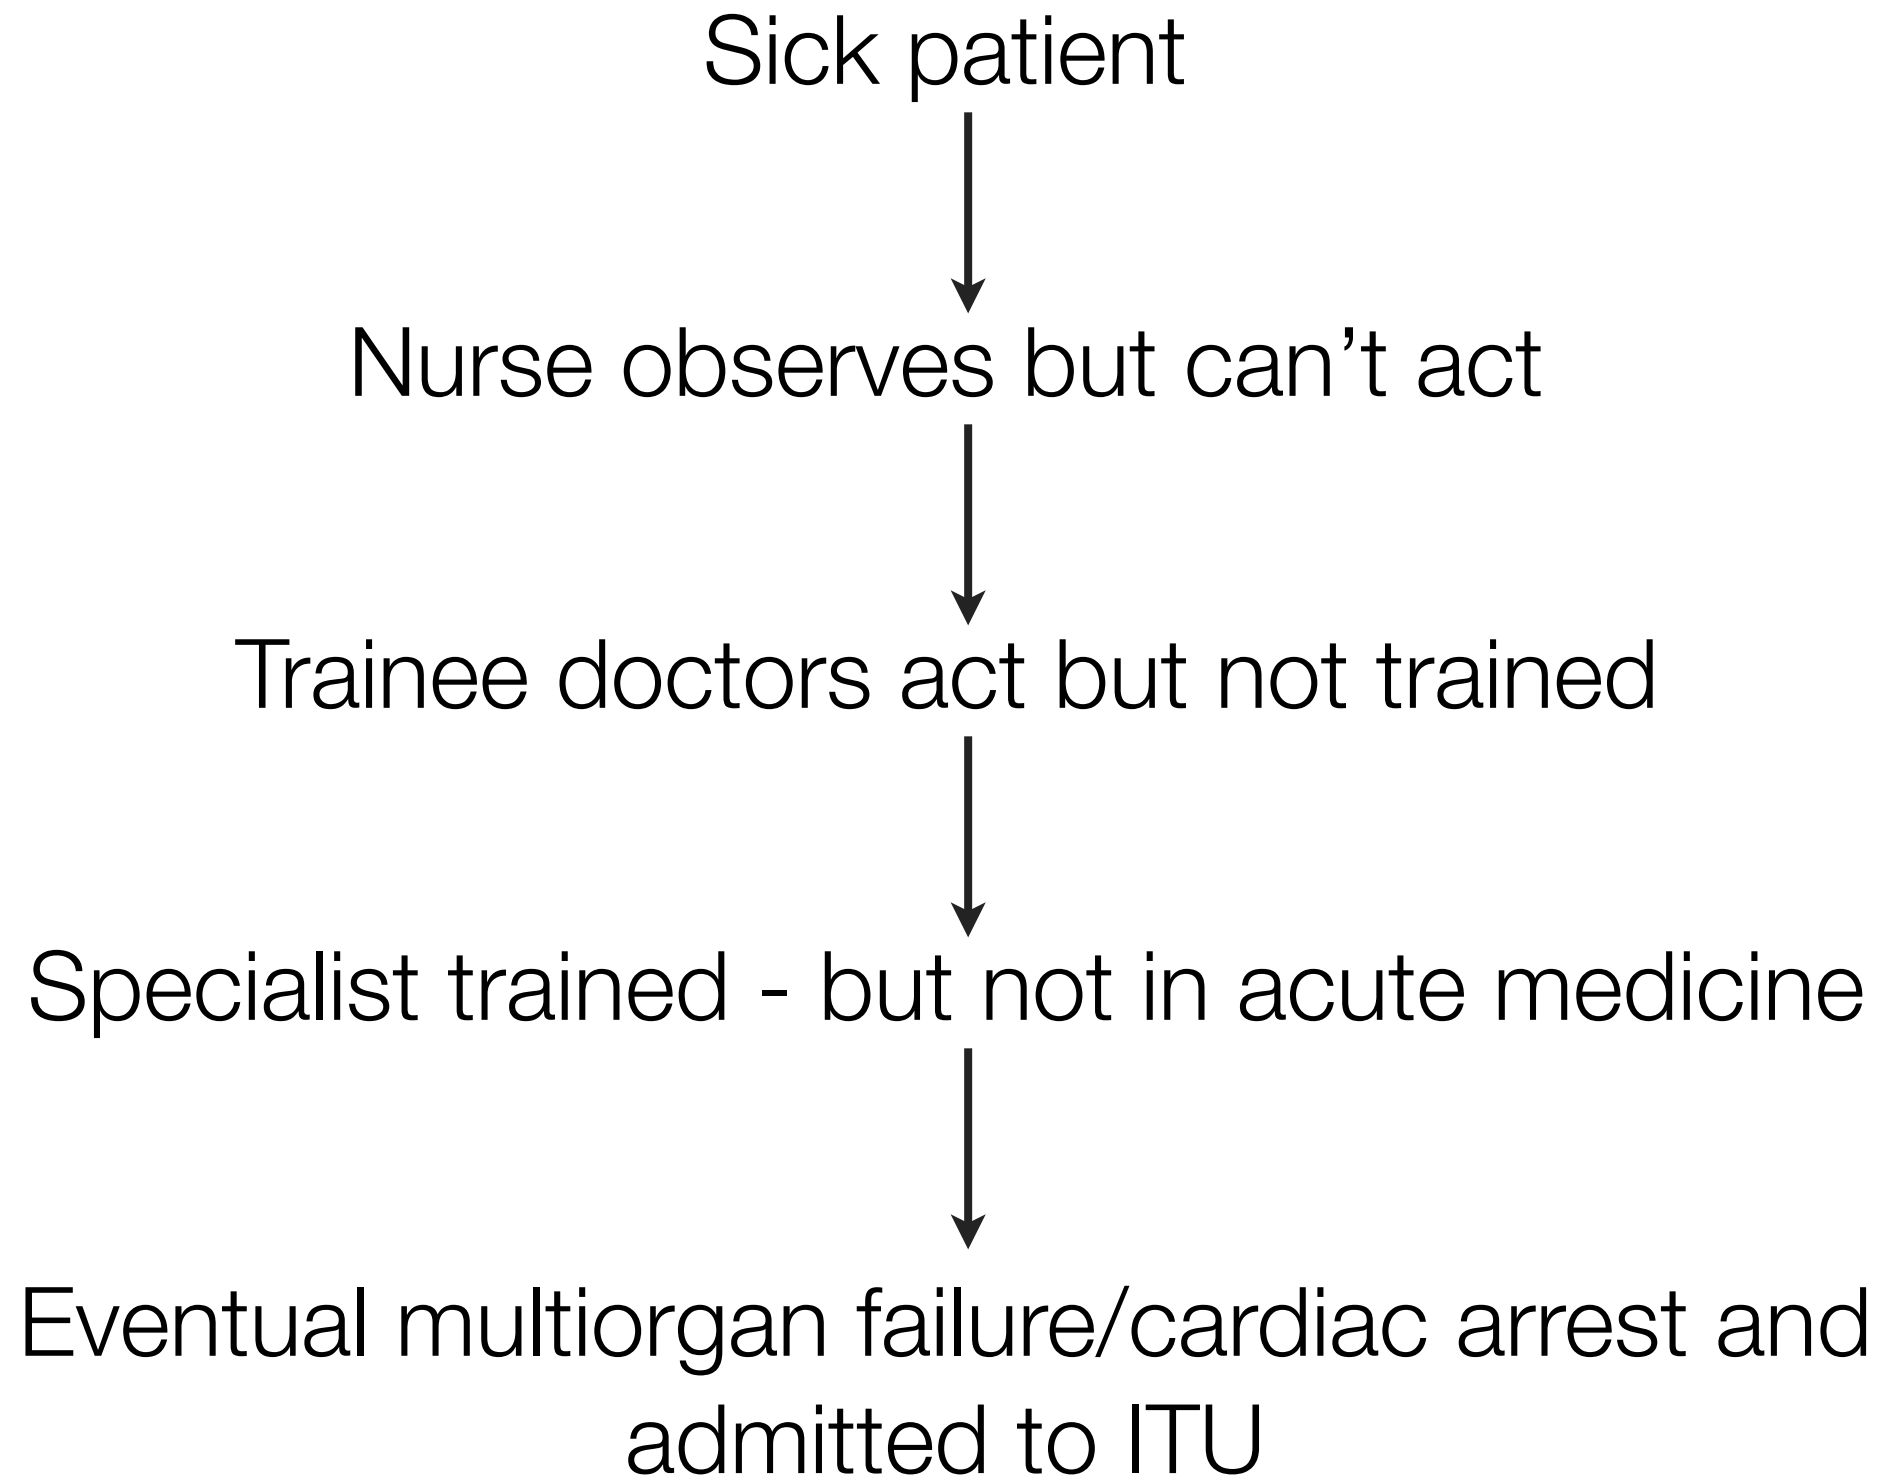 Sick patient
Nurse observes but can’t act
Trainee doctors act but not trained
Specialist trained - but not in acute medicine
Eventual multiorgan failure/cardiac arrest and
admitted to ITU